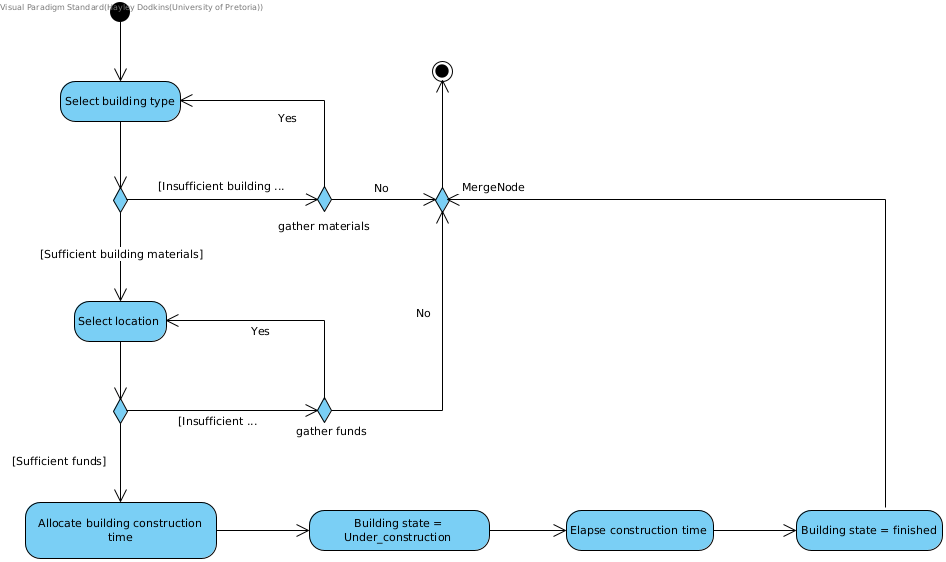 Visual Paradigm Standard(Hayley Dodkins(University of Pretoria))
Select building type
Yes
[Insufficient building ...
No
MergeNode
gather materials
[Sufficient building materials]
Select location
Yes
No
[Insufficient ...
gather funds
[Sufficient funds]
Allocate building construction
time
Building state =
Under_construction
Elapse construction time
Building state = finished